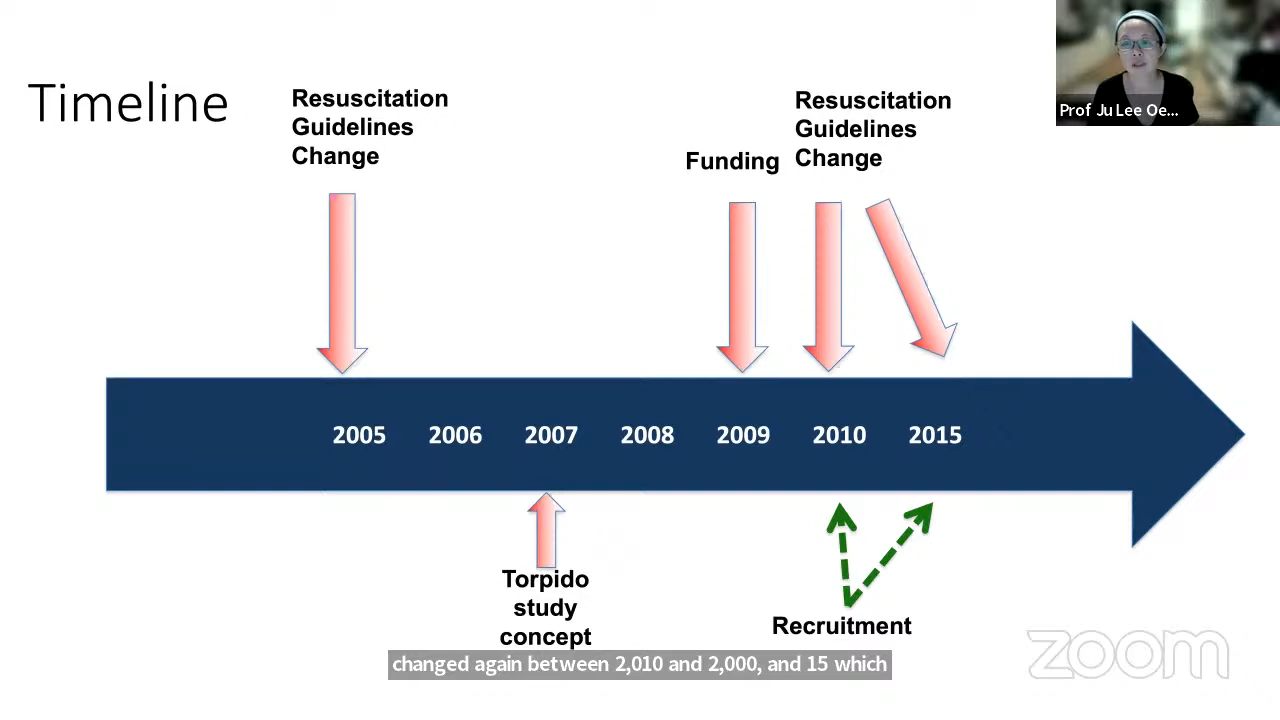 Timeline
Resuscitation
Guidelines
Change
Funding
Resuscitation
Guidelines
Change
Prof Ju Lee Oe...
2005 2006 2007 2008 2009 2010 2015
Torpido
study
concept
Recruitment
changed again between 2,010 and 2,000, and 15 which
zoom